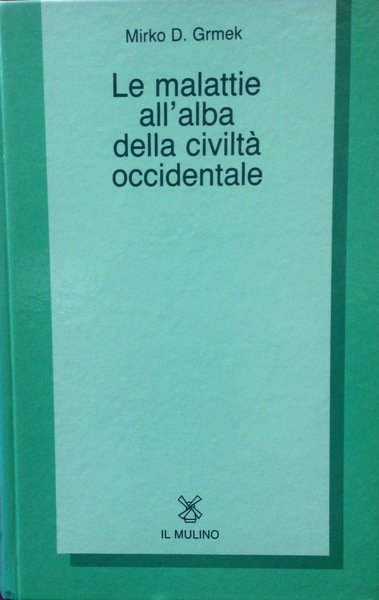 Mirko D. Grmek
Le malattie
all'alba
della civiltà
occidentale
IL MULINO